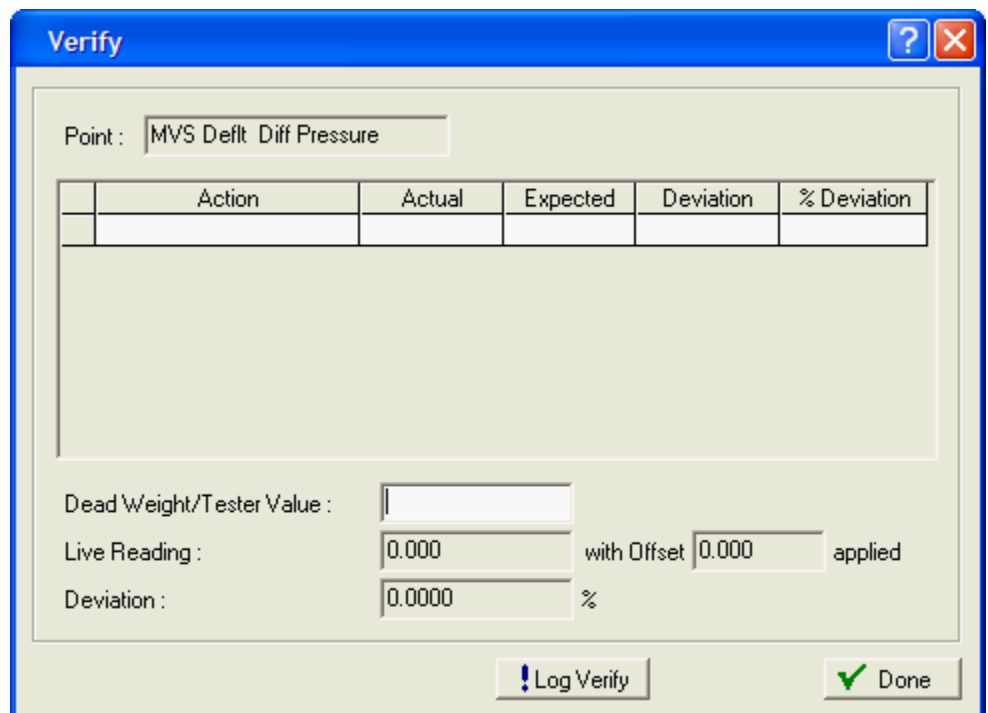 Verify
Point : MVS Deflt Diff Pressure
Action Actual Expected Deviation % Deviation
Dead Weight/Tester Value :
Live Reading : 0.000 with Offset 0.000 applied
Deviation : 0.0000 %
! Log Verify Done